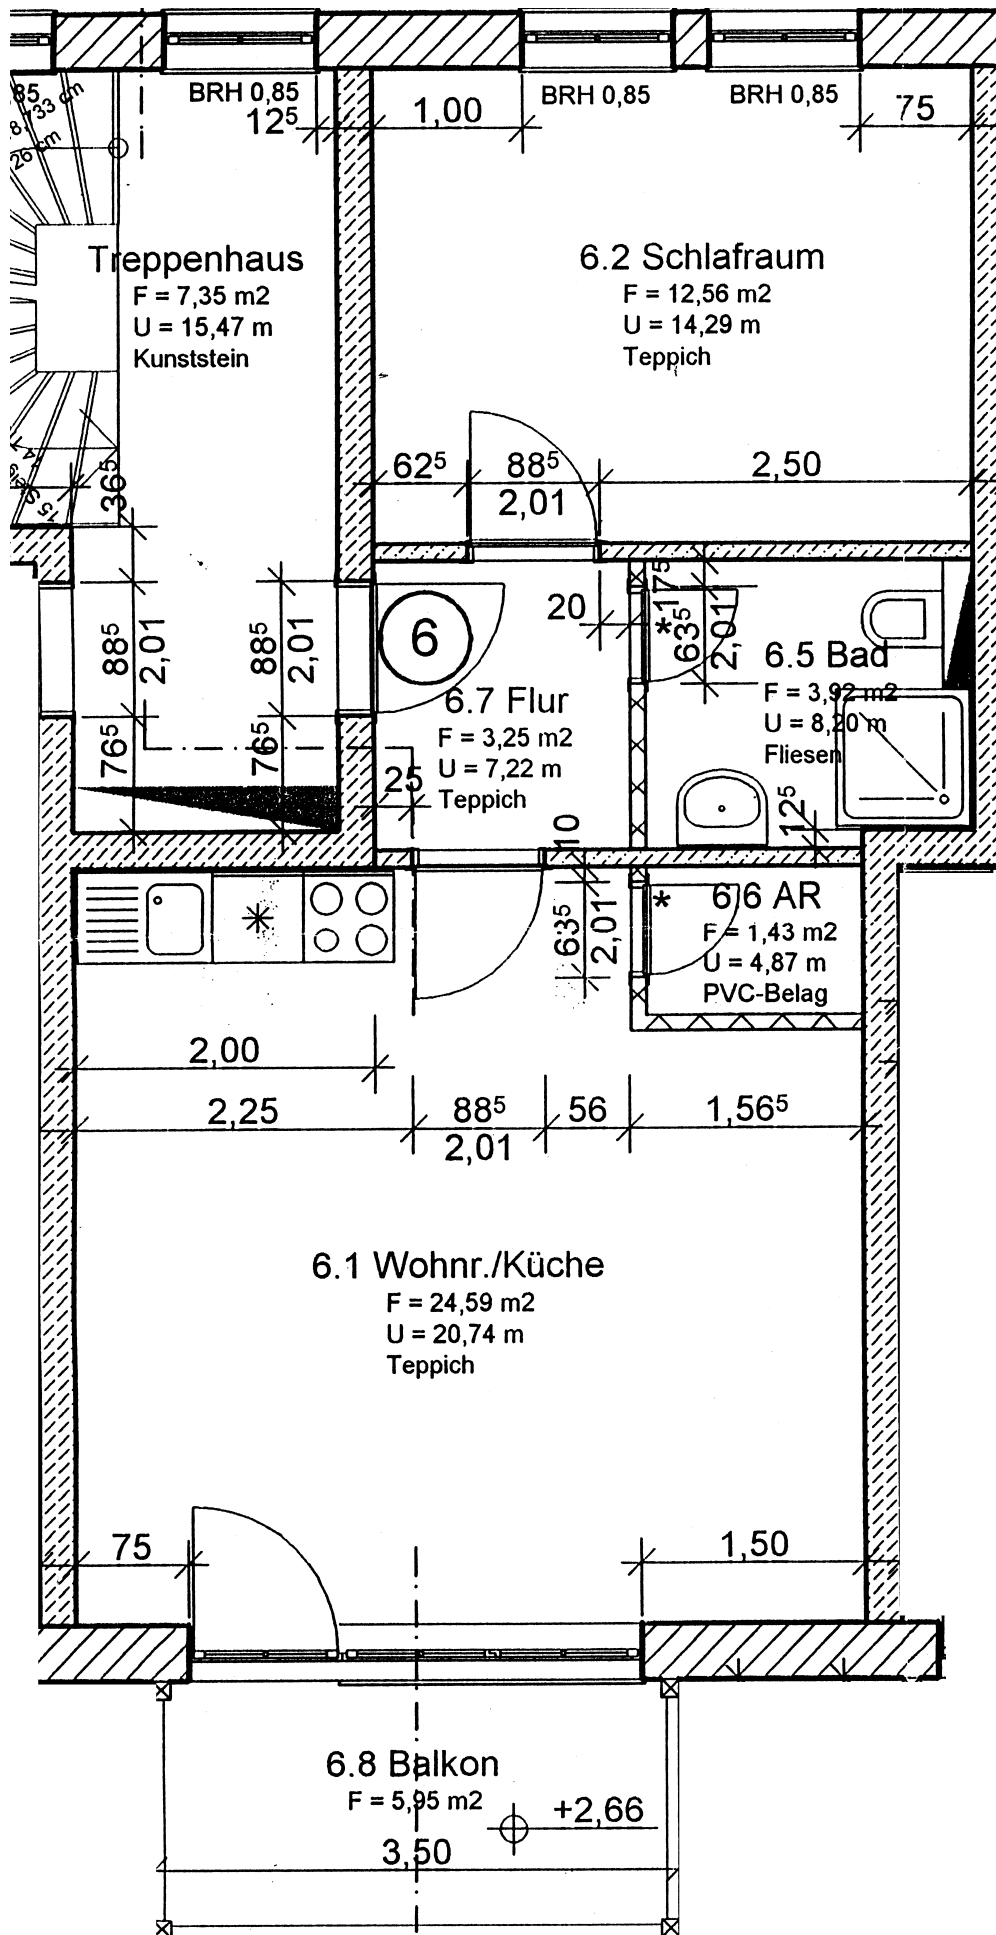 BRH 0,85
BRH 0,85
BRH 0,85
85
12⁵
1,00
75
26 cm
Treppenhaus
F = 7,35 m2
U = 15,47 m
Kunststein
6.2 Schlafraum
F = 12,56 m2
U = 14,29 m
Teppich
36⁵
62⁵
88⁵
2,01
2,50
88⁵
2,01
88⁵
2,01
76⁵
76⁵
6
20
17⁵
*
63⁵
2,01
6.5 Bad
F = 3,92 m2
U = 8,20 m
Fliesen
6.7 Flur
F = 3,25 m2
U = 7,22 m
Teppich
25
10
12⁵
63⁵
2,01
*
6.6 AR
F = 1,43 m2
U = 4,87 m
PVC-Belag
2,00
2,25
88⁵
2,01
56
1,56⁵
6.1 Wohnr./Küche
F = 24,59 m2
U = 20,74 m
Teppich
75
1,50
6.8 Balkon
F = 5,95 m2
+2,66
3,50